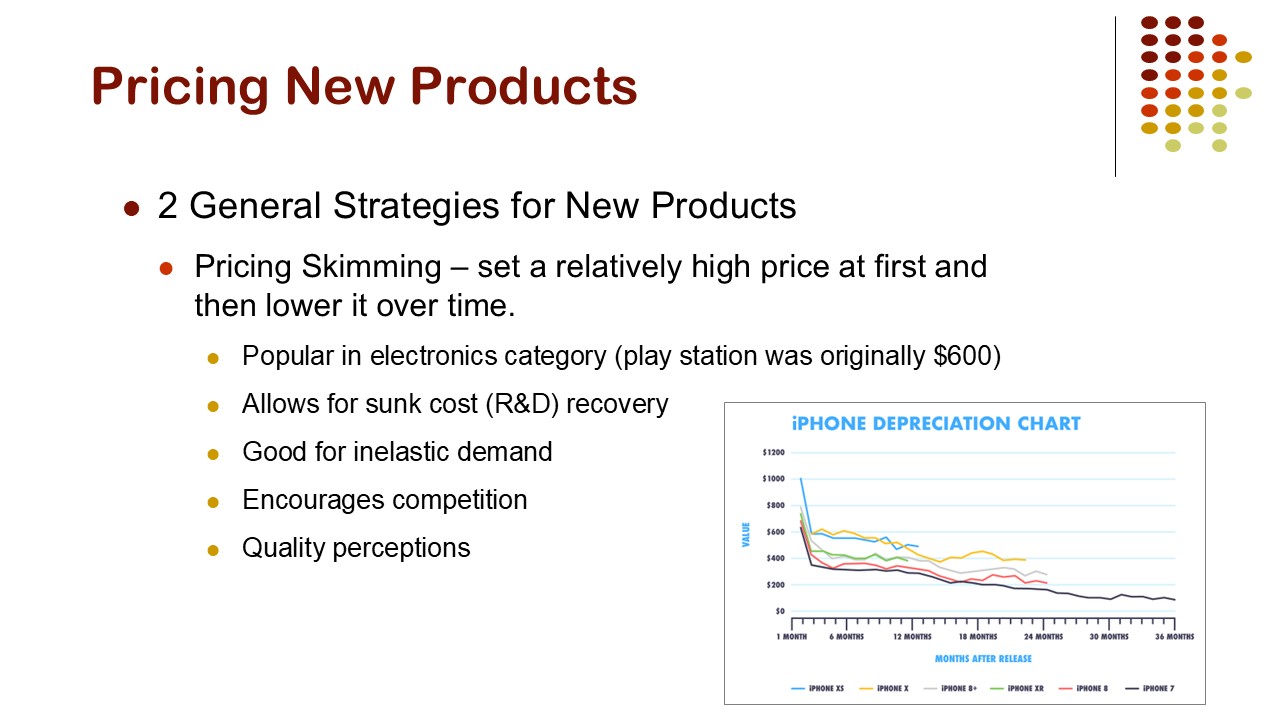 Pricing New Products
2 General Strategies for New Products
Pricing Skimming – set a relatively high price at first and
then lower it over time.
Popular in electronics category (play station was originally $600)
Allows for sunk cost (R&D) recovery
Good for inelastic demand
Encourages competition
Quality perceptions
iPHONE DEPRECIATION CHART
$1200
$1000
$800
$600
$400
$200
$0
VALUE
1 MONTH 6 MONTHS 12 MONTHS 18 MONTHS 24 MONTHS 30 MONTHS 36 MONTHS
MONTHS AFTER RELEASE
iPHONE XS iPHONE X iPHONE 8+ iPHONE XR iPHONE 8 iPHONE 7